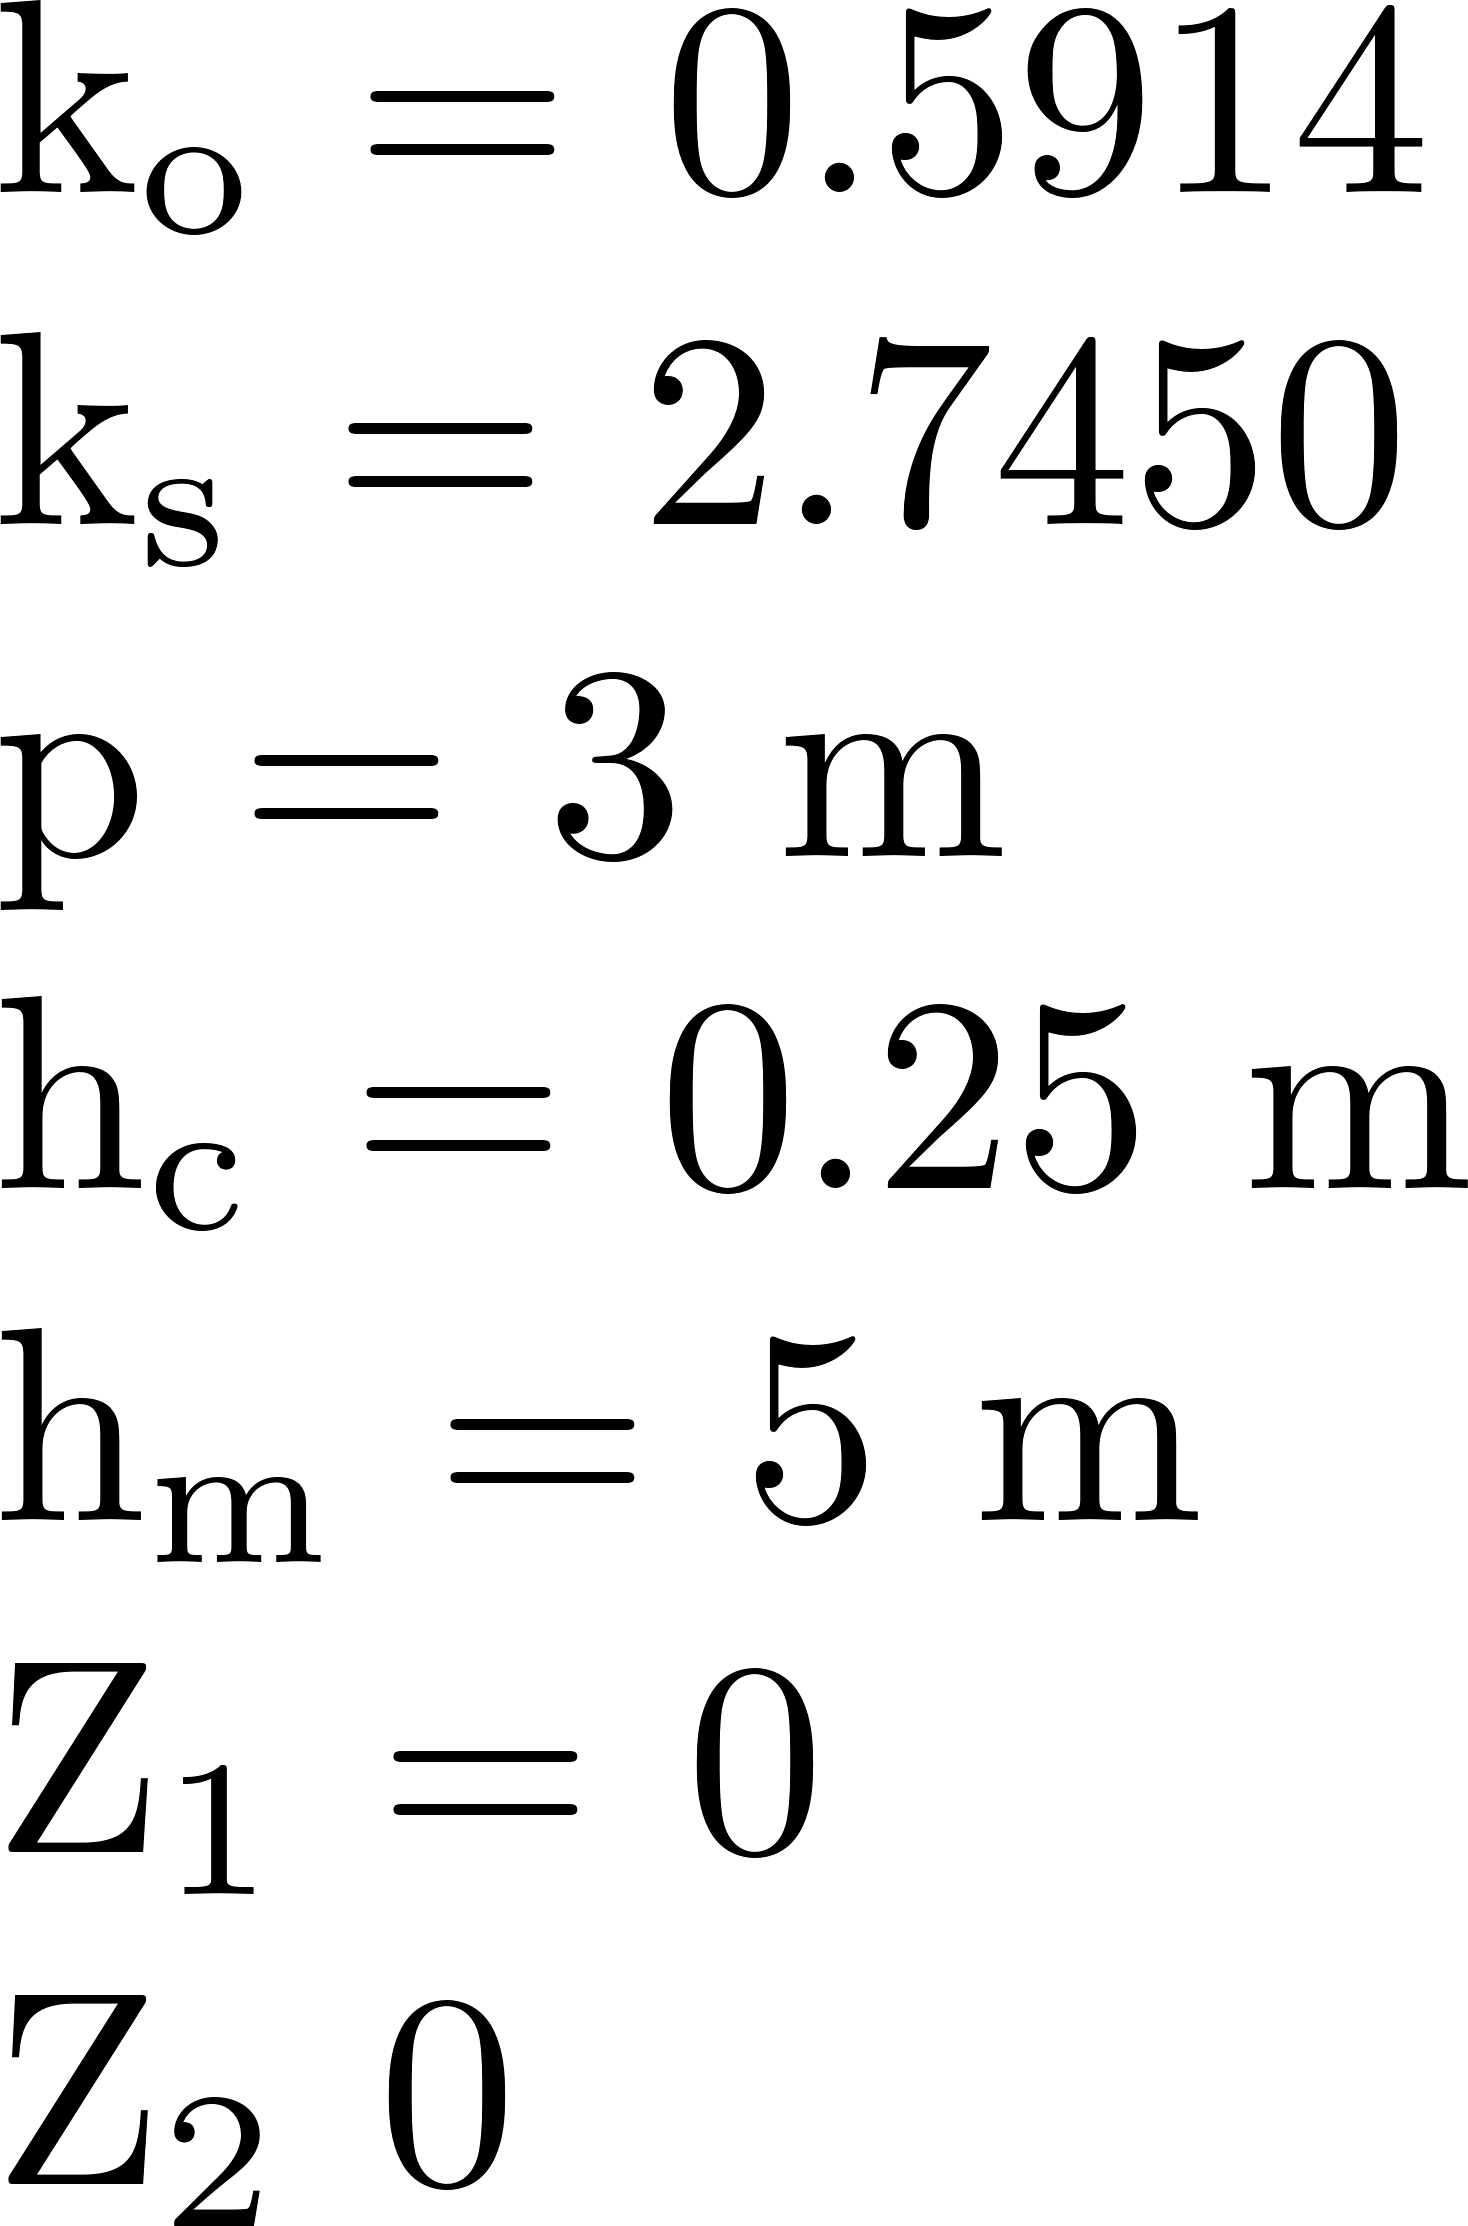 k_o = 0.5914
k_s = 2.7450
p = 3 m
h_c = 0.25 m
h_m = 5 m
Z_1 = 0
Z_2 0